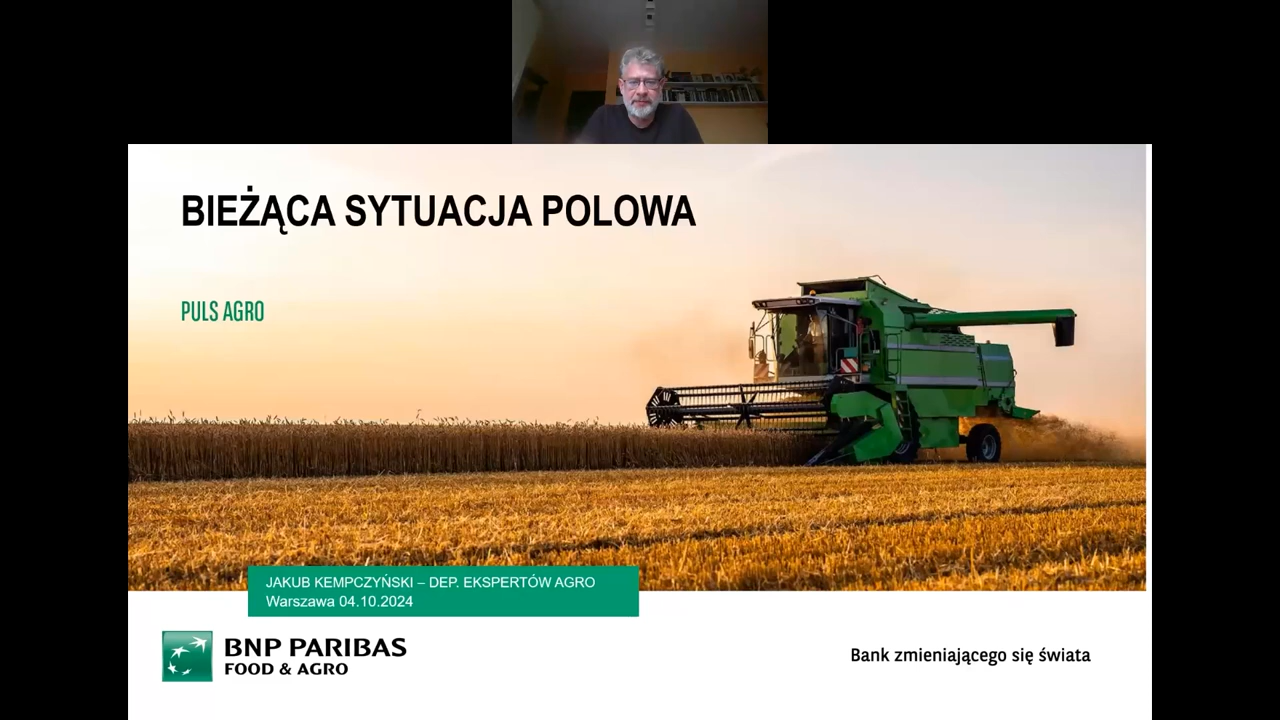 BIEŻĄCA SYTUACJA POLOWA
PULS AGRO
JAKUB KEMPCZYŃSKI – DEP. EKSPERTÓW AGRO
Warszawa 04.10.2024
BNP PARIBAS
FOOD & AGRO
Bank zmieniającego się świata